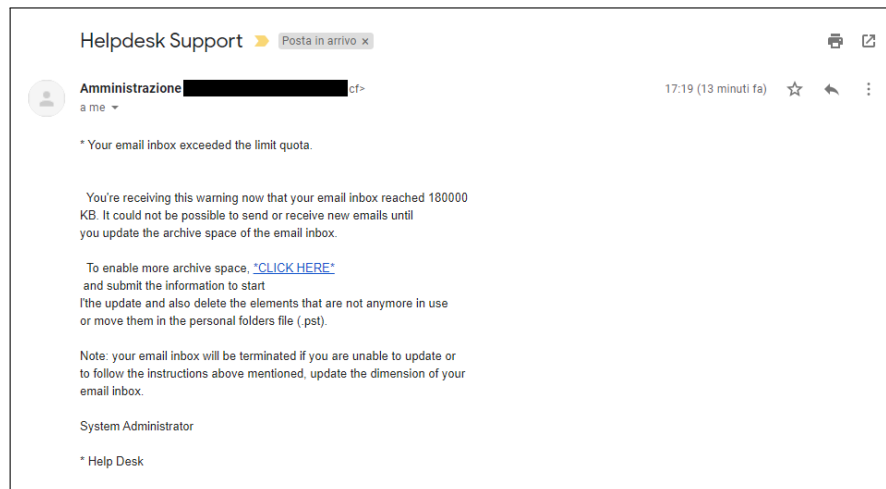 Helpdesk Support Posta in arrivo x
Amministrazione cf> 17:19 (13 minuti fa)
a me
* Your email inbox exceeded the limit quota.
You're receiving this warning now that your email inbox reached 180000
KB. It could not be possible to send or receive new emails until
you update the archive space of the email inbox.
To enable more archive space, *CLICK HERE*
and submit the information to start
l'the update and also delete the elements that are not anymore in use
or move them in the personal folders file (.pst).
Note: your email inbox will be terminated if you are unable to update or
to follow the instructions above mentioned, update the dimension of your
email inbox.
System Administrator
* Help Desk